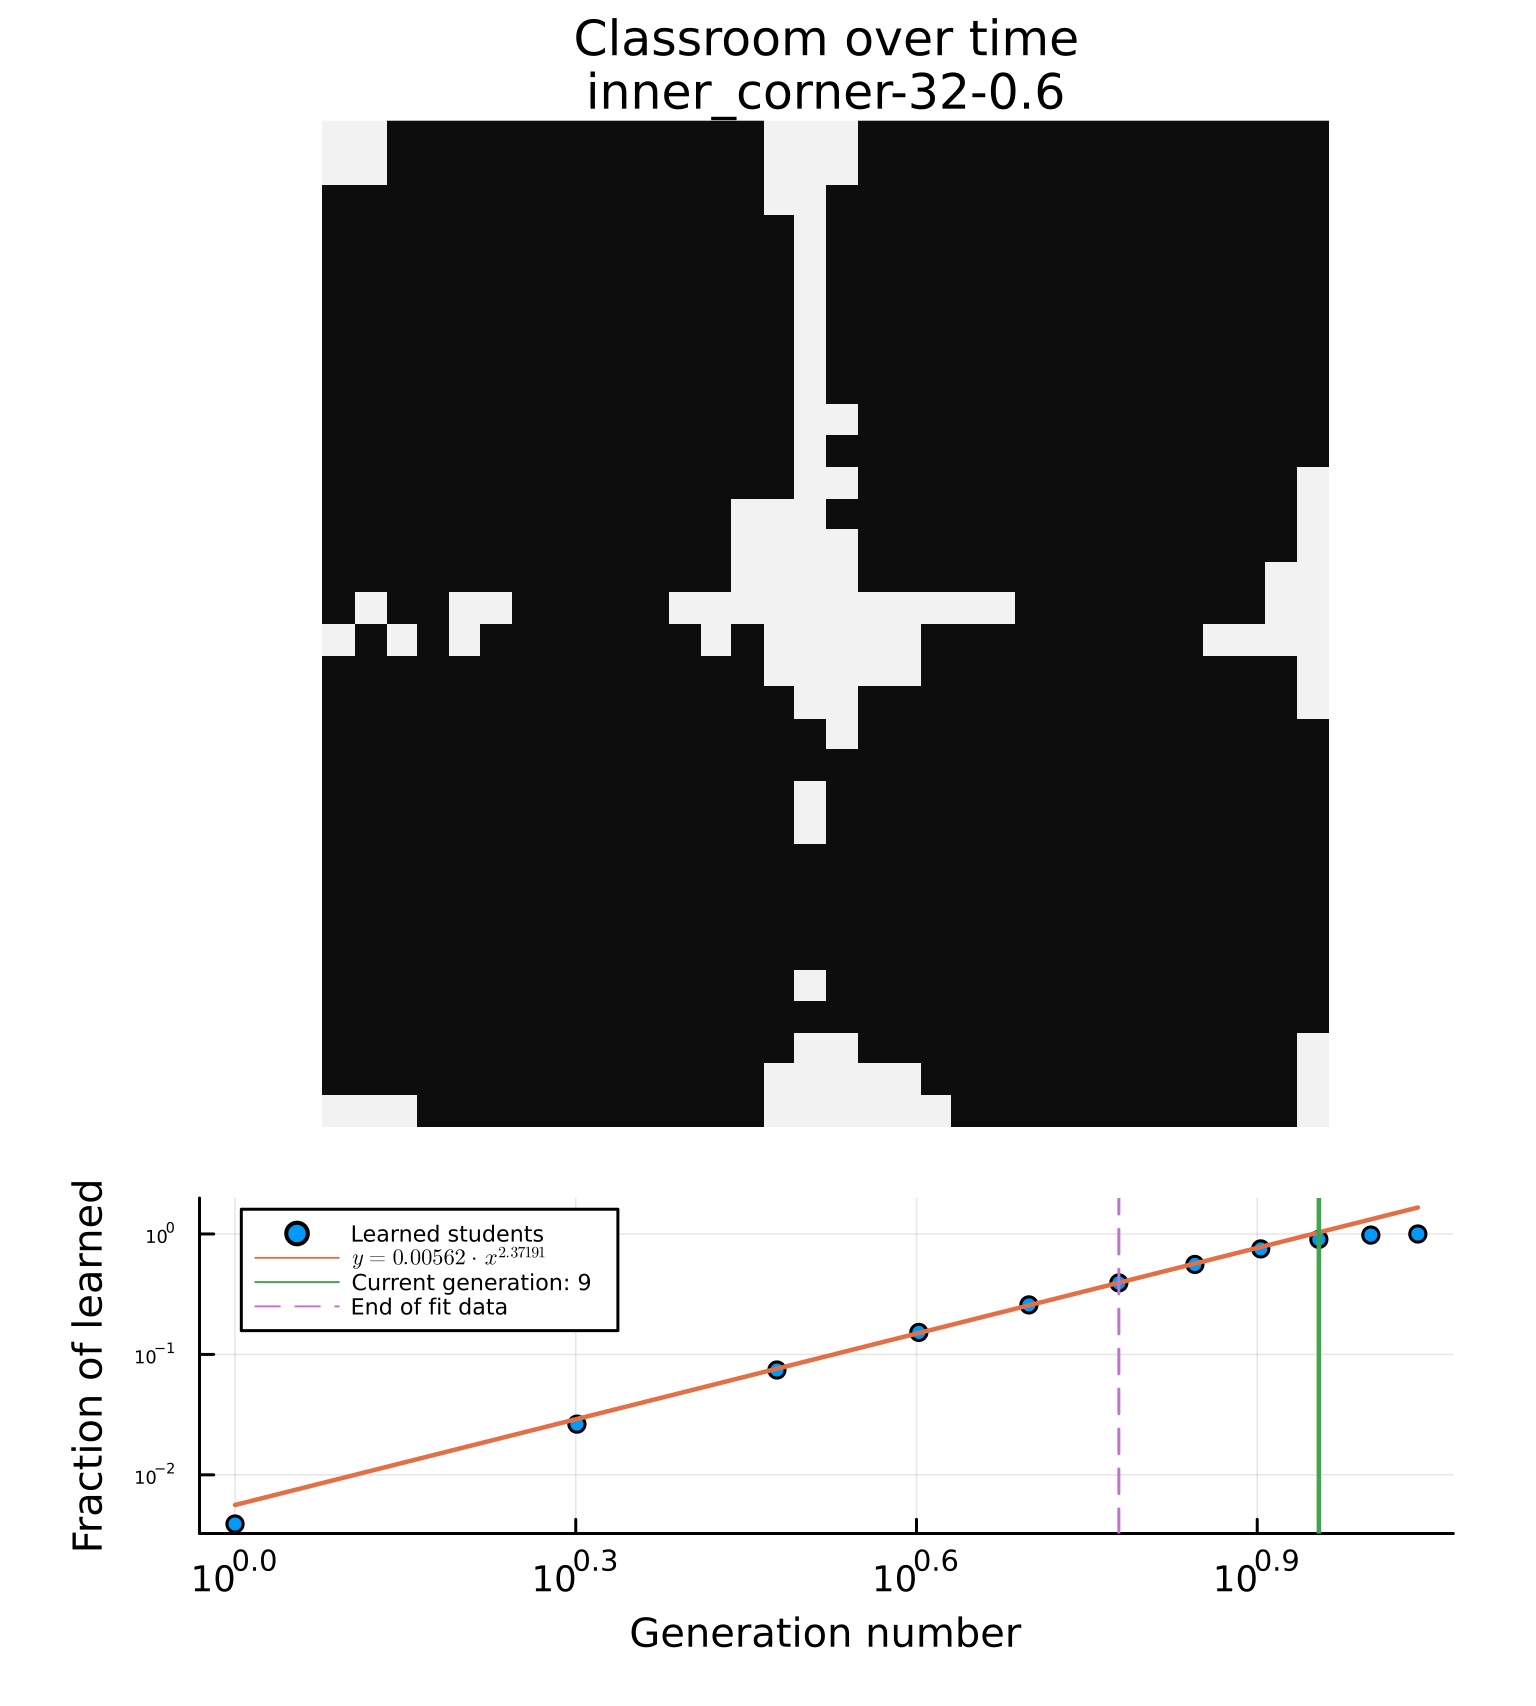 Classroom over time
inner_corner-32-0.6
Fraction of learned
10^0
10^−1
10^−2
Learned students
y = 0.00562 · x^2.37191
Current generation: 9
End of fit data
10^0.0 10^0.3 10^0.6 10^0.9
Generation number